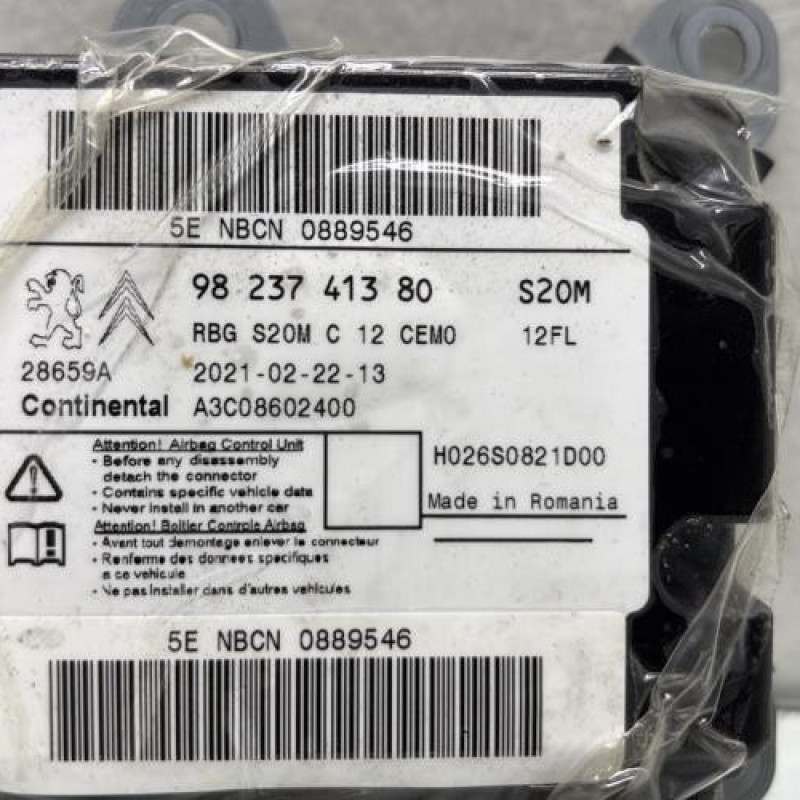 5E NBCN 0889546
98 237 413 80 S20M
RBG S20M C 12 CEM0 12FL
28659A 2021-02-22-13
Continental A3C08602400
Attention! Airbag Control Unit
- Before any disassembly
detach the connector
- Contains specific vehicle data
- Never install in another car
Attention! Boitier Controle Airbag
- Avant tout demontage enlever le connecteur
- Renferme des donnees specifiques
a ce vehicule
- Ne pas installer dans d'autres vehicules
H026S0821D00
Made in Romania
5E NBCN 0889546